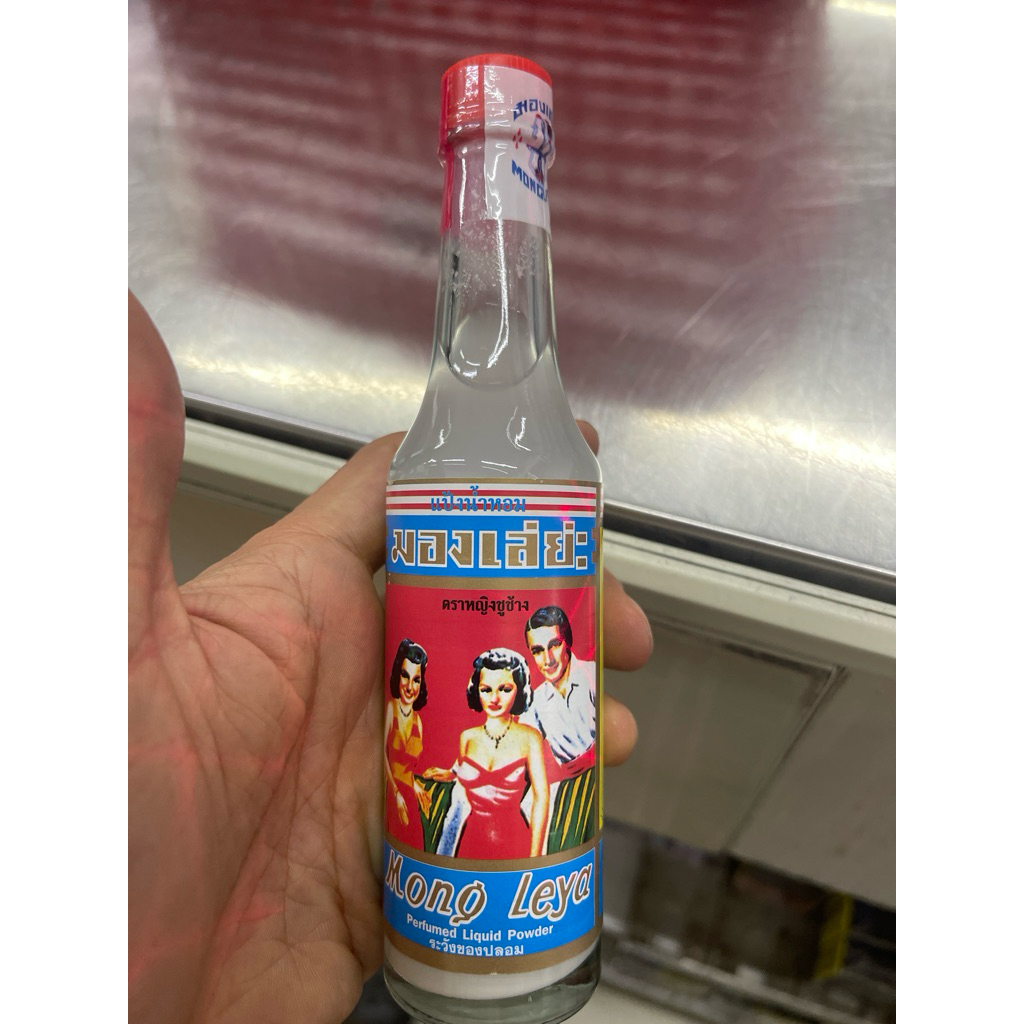 แป้งน้ำหอม
มองเล่ย่ะ
ตราหญิงชูช้าง
Mong Leya
Perfumed Liquid Powder
ระวังของปลอม